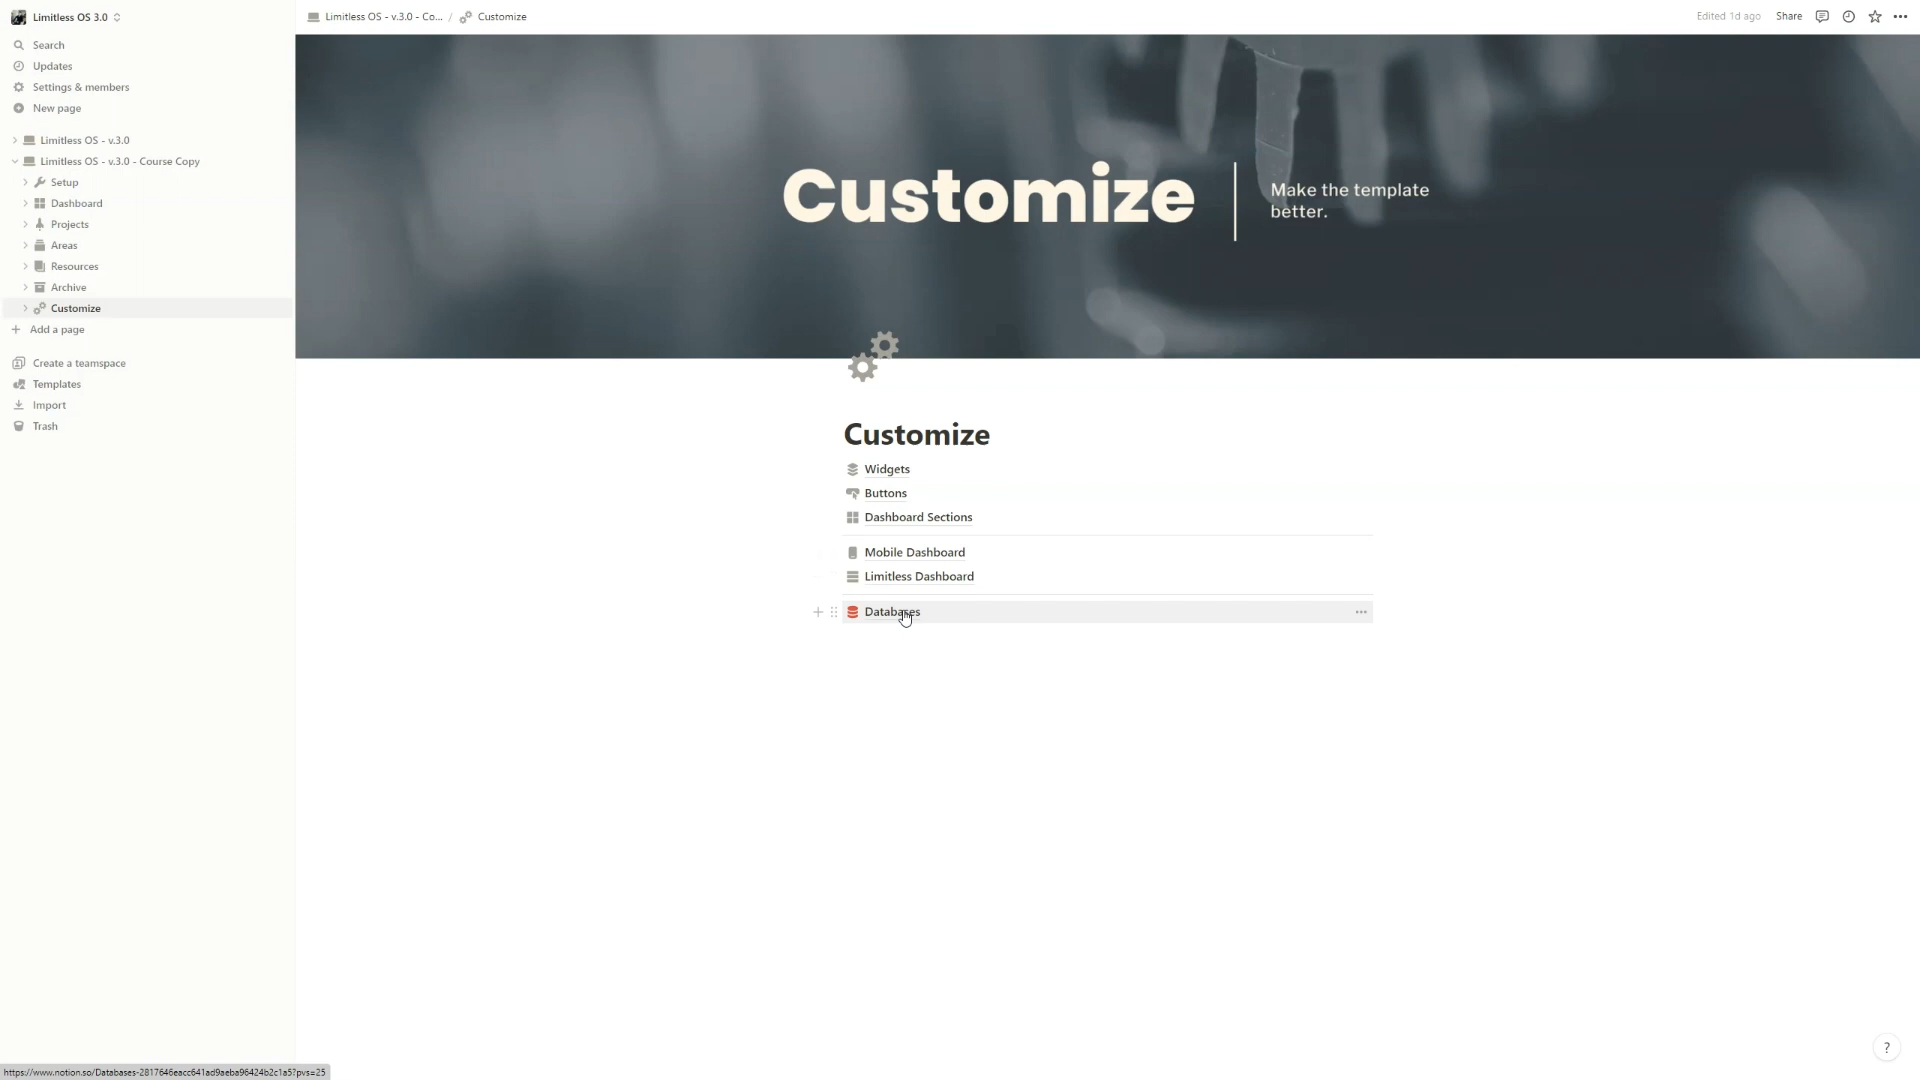 Limitless OS 3.0
Search
Updates
Settings & members
New page
Limitless OS - v.3.0
Limitless OS - v.3.0 - Course Copy
Setup
Dashboard
Projects
Areas
Resources
Archive
Customize
Add a page
Create a teamspace
Templates
Import
Trash
Limitless OS - v.3.0 - Co... / Customize
Edited 1d ago Share
Customize
Make the template
better.
Customize
Widgets
Buttons
Dashboard Sections
Mobile Dashboard
Limitless Dashboard
Databases
?
https://www.notion.so/Databases-2817646eacc641ad9aeba96424b2c1a5?pvs=25